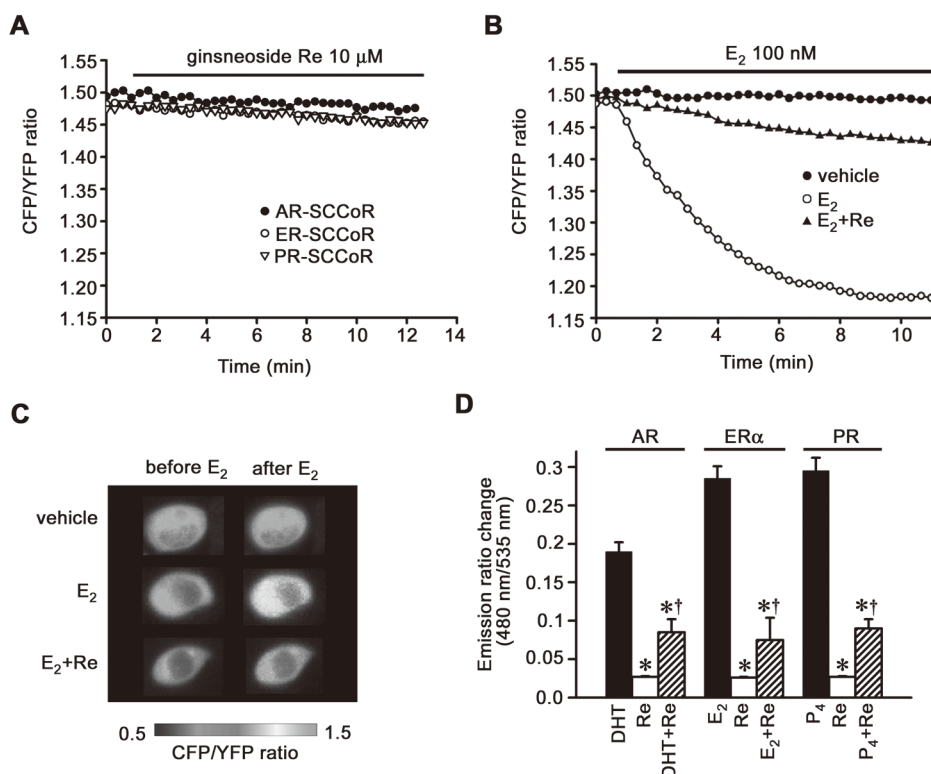 A
ginsneoside Re 10 μM
CFP/YFP ratio
1.55
1.50
1.45
1.40
1.35
1.30
1.25
1.20
1.15
AR-SCCoR
ER-SCCoR
PR-SCCoR
0 2 4 6 8 10 12 14
Time (min)
B
E₂ 100 nM
CFP/YFP ratio
1.55
1.50
1.45
1.40
1.35
1.30
1.25
1.20
1.15
vehicle
E₂
E₂+Re
0 2 4 6 8 10
Time (min)
C
before E₂ after E₂
vehicle
E₂
E₂+Re
0.5 1.5
CFP/YFP ratio
D
AR ERα PR
Emission ratio change
(480 nm/535 nm)
0.3
0.2
0.1
0.0
* *† * *† * *†
DHT Re DHT+Re E₂ Re E₂+Re P₄ Re P₄+Re